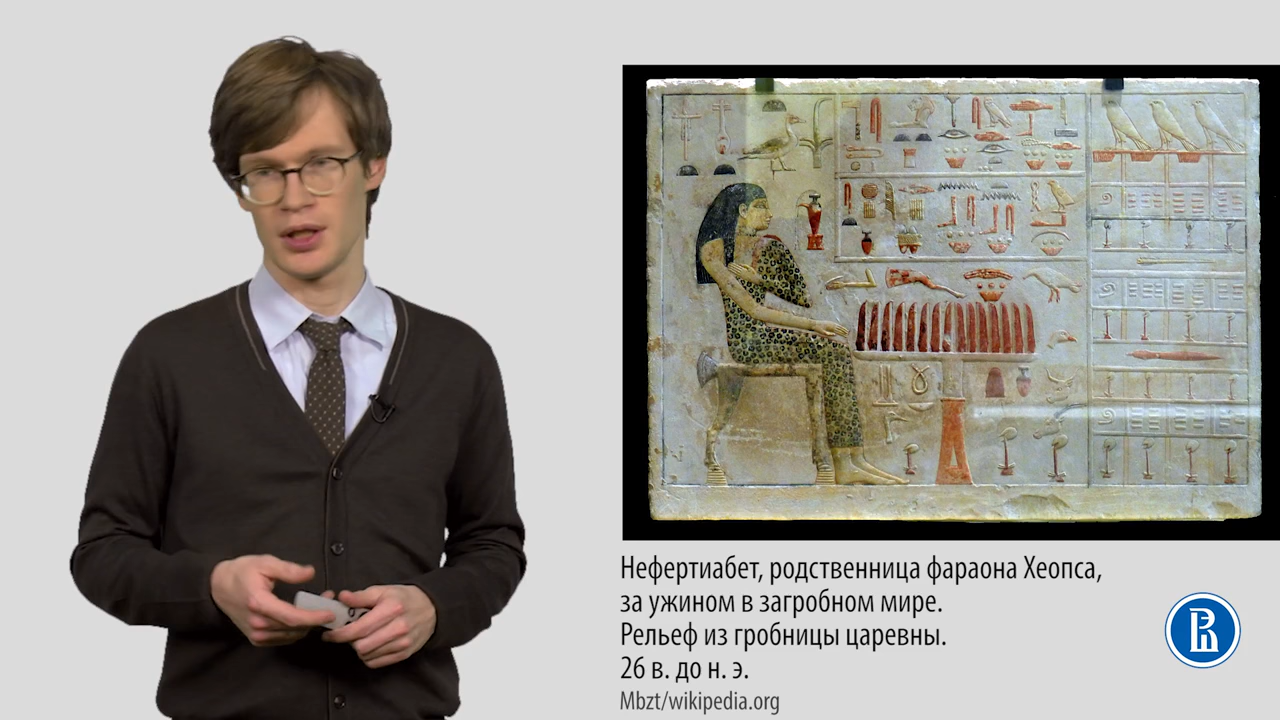 Нефертиабет, родственница фараона Хеопса,
за ужином в загробном мире.
Рельеф из гробницы царевны.
26 в. до н. э.
Mbzt/wikipedia.org